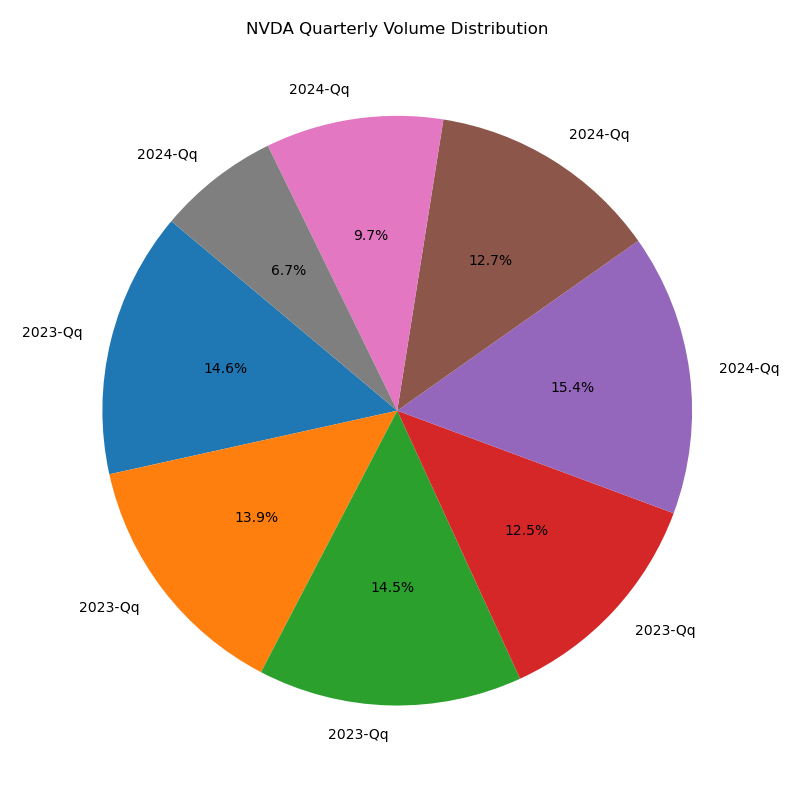 NVDA Quarterly Volume Distribution
2024-Qq
2024-Qq
2024-Qq
9.7%
12.7%
6.7%
2023-Qq
14.6%
15.4%
2024-Qq
13.9%
12.5%
14.5%
2023-Qq
2023-Qq
2023-Qq